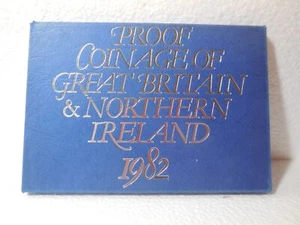 PROOF
COINAGE OF
GREAT BRITAIN
& NORTHERN
IRELAND
1982